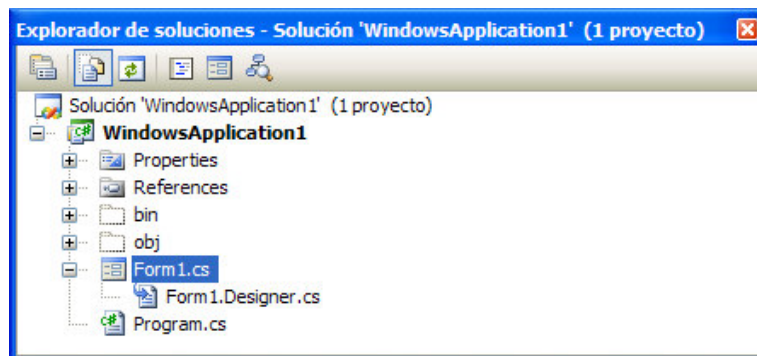 Explorador de soluciones - Solución 'WindowsApplication1' (1 proyecto)
Solución 'WindowsApplication1' (1 proyecto)
WindowsApplication1
Properties
References
bin
obj
Form1.cs
Form1.Designer.cs
Program.cs